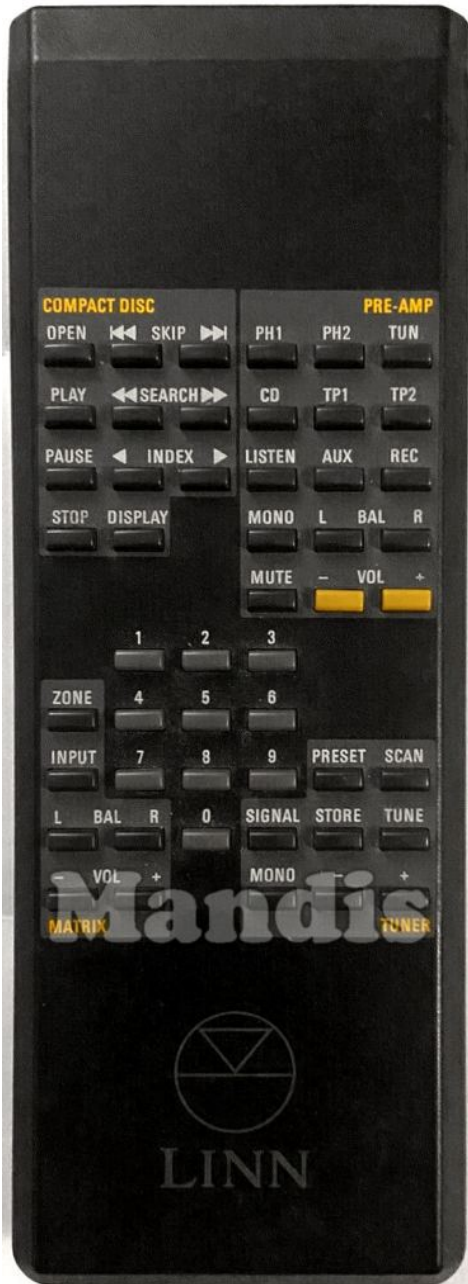 COMPACT DISC PRE-AMP
OPEN SKIP PH1 PH2 TUN
PLAY SEARCH CD TP1 TP2
PAUSE INDEX LISTEN AUX REC
STOP DISPLAY MONO L BAL R
MUTE - VOL +
1 2 3
ZONE 4 5 6
INPUT 7 8 9 PRESET SCAN
L BAL R 0 SIGNAL STORE TUNE
- VOL + MONO - +
Mandis
MATRIX TUNER
LINN